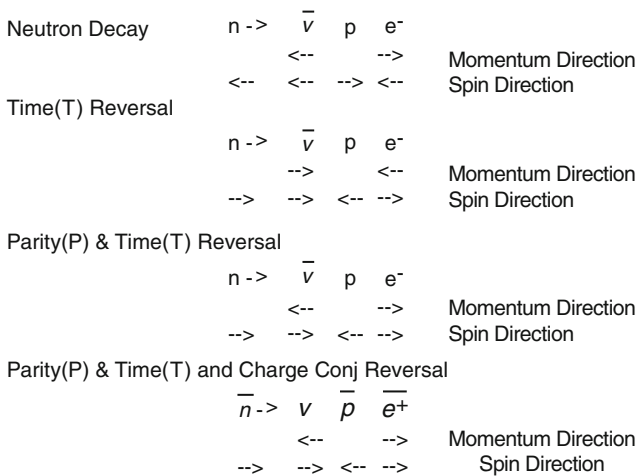 Neutron Decay n -> v̅ p e-
<-- --> Momentum Direction
<-- <-- --> <-- Spin Direction
Time(T) Reversal
n -> v̅ p e-
--> <-- Momentum Direction
--> --> <-- --> Spin Direction
Parity(P) & Time(T) Reversal
n -> v̅ p e-
<-- --> Momentum Direction
--> --> <-- --> Spin Direction
Parity(P) & Time(T) and Charge Conj Reversal
n̅ -> v p̅ e̅+̅
<-- --> Momentum Direction
--> --> <-- --> Spin Direction